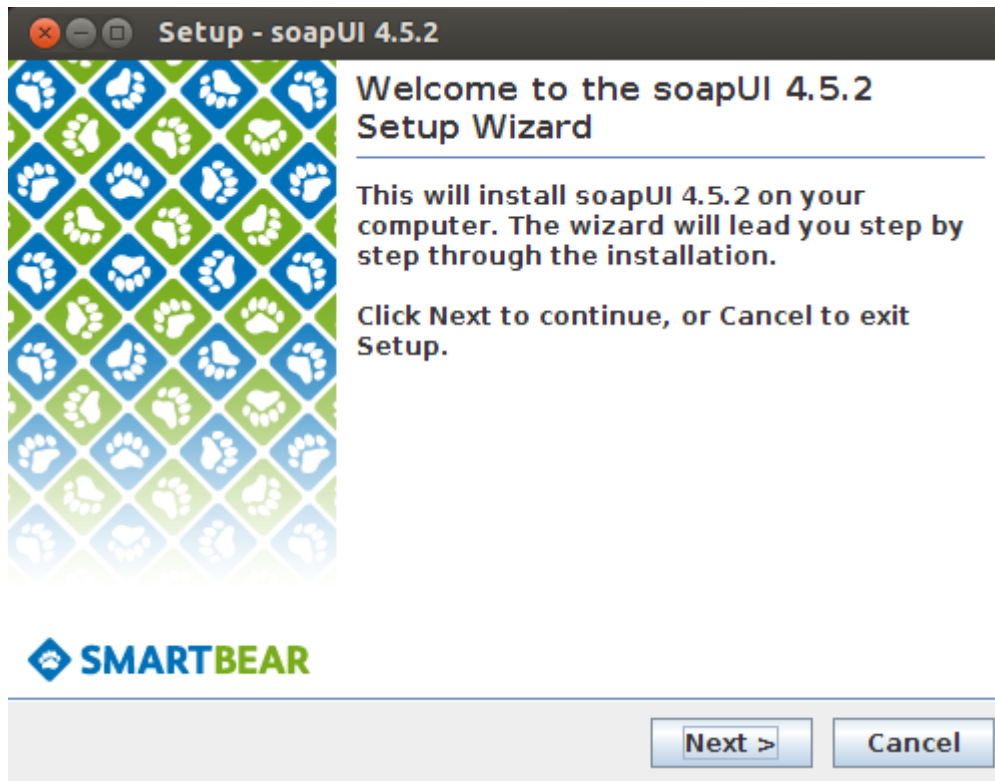 Setup - soapUI 4.5.2
Welcome to the soapUI 4.5.2
Setup Wizard
This will install soapUI 4.5.2 on your
computer. The wizard will lead you step by
step through the installation.
Click Next to continue, or Cancel to exit
Setup.
SMARTBEAR
Next >
Cancel